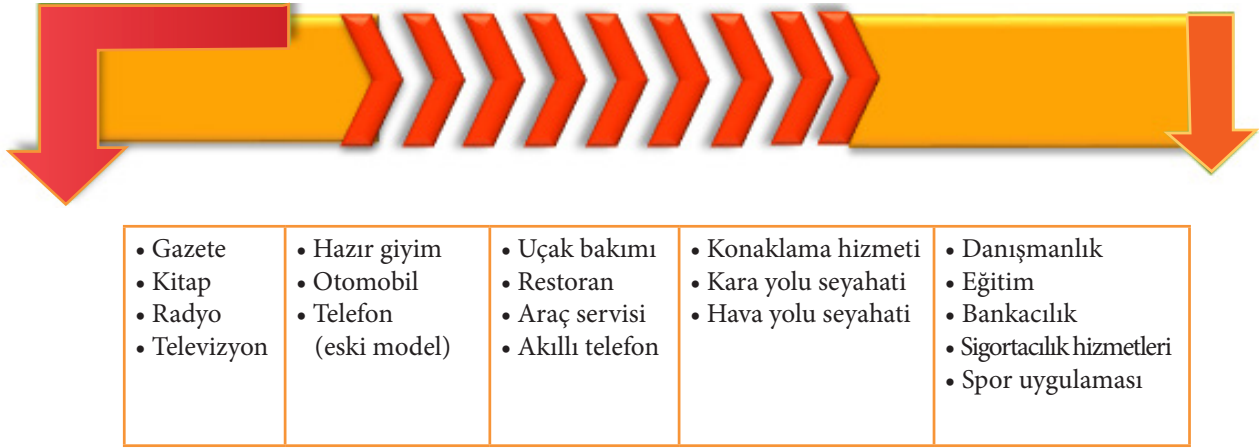 • Gazete
• Kitap
• Radyo
• Televizyon
• Hazır giyim
• Otomobil
• Telefon
(eski model)
• Uçak bakımı
• Restoran
• Araç servisi
• Akıllı telefon
• Konaklama hizmeti
• Kara yolu seyahati
• Hava yolu seyahati
• Danışmanlık
• Eğitim
• Bankacılık
• Sigortacılık hizmetleri
• Spor uygulaması